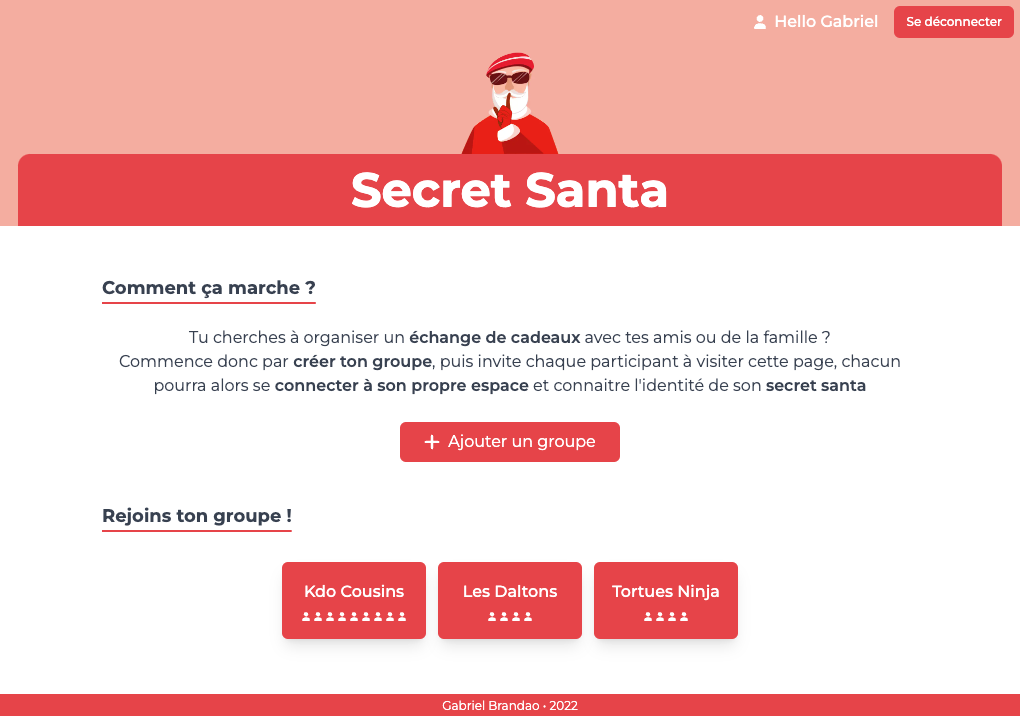 Hello Gabriel
Se déconnecter
Secret Santa
Comment ça marche ?
Tu cherches à organiser un échange de cadeaux avec tes amis ou de la famille ?
Commence donc par créer ton groupe, puis invite chaque participant à visiter cette page, chacun
pourra alors se connecter à son propre espace et connaitre l'identité de son secret santa
Ajouter un groupe
Rejoins ton groupe !
Kdo Cousins
Les Daltons
Tortues Ninja
Gabriel Brandao • 2022